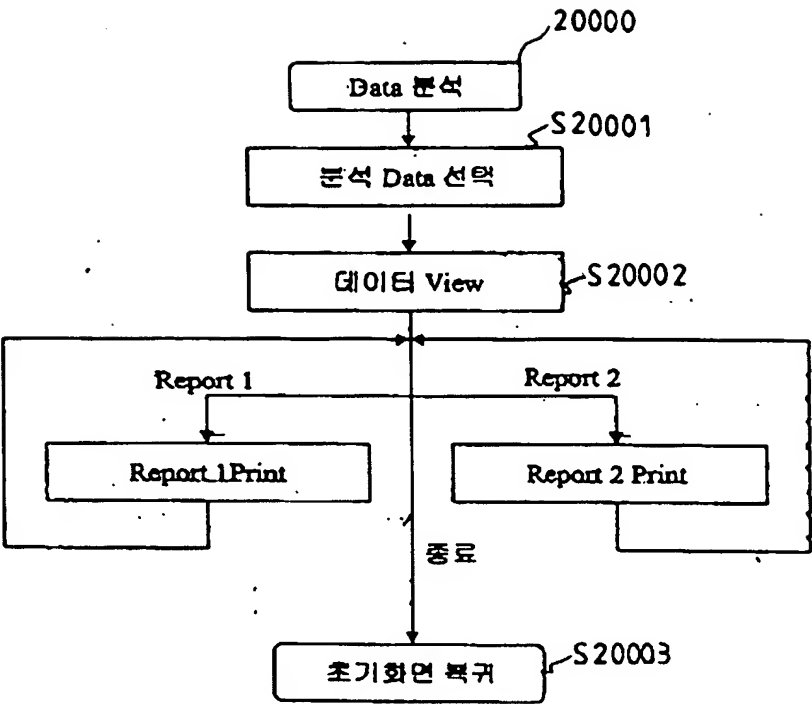 20000
Data 분석
S20001
분석 Data 선택
데이터 View
S20002
Report 1
Report 2
Report 1Print
Report 2 Print
종료
초기화면 복귀
S20003